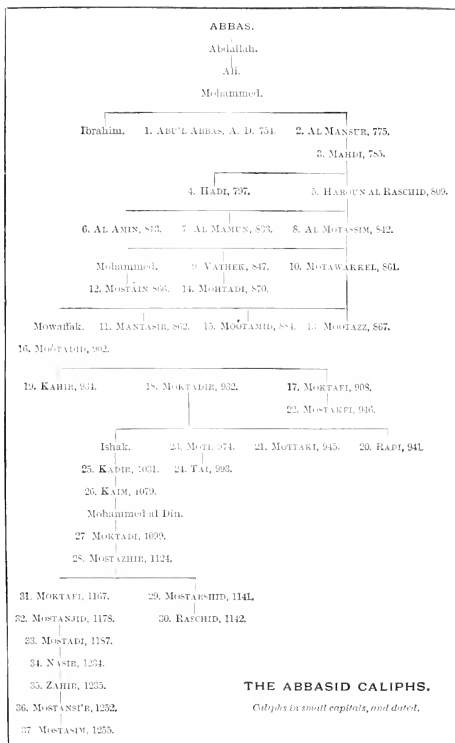 ABBAS.
Abdallah.
Ali.
Mohammed.
Ibrahim. 1. ABU'L ABBAS, A. D. 754. 2. AL MANSUR, 775.
3. MAHDI, 785.
4. HADI, 797. 5. HAROUN AL RASCHID, 809.
6. AL AMIN, 813. 7. AL MAMUN, 833. 8. AL MOTASSIM, 842.
Mohammed. 9. VATHEK, 847. 10. MOTAWAKKEL, 861.
12. MOSTAIN 866. 14. MOHTADI, 870.
Mowaffak. 11. MANTASIR, 862. 15. MOOTAMID, 884. 13. MOOTAZZ, 867.
16. MOOTADID, 902.
19. KAHIR, 934. 18. MOKTADIR, 932. 17. MOKTAFI, 908.
22. MOSTAKFI, 946.
Ishak. 23. MOTI, 974. 21. MOTTAKI, 945. 20. RADI, 941.
25. KADIR, 1031. 24. TAI, 993.
26. KAIM, 1079.
Mohammed al Din.
27 MOKTADI, 1099.
28. MOSTAZHIR, 1124.
31. MOKTAFI, 1167. 29. MOSTARSHID, 1141.
32. MOSTANJID, 1178. 30. RASCHID, 1142.
33. MOSTADI, 1187.
34. NASIR, 1234.
35. ZAHIR, 1235.
36. MOSTANSI'R, 1252.
37 MOSTASIM, 1255.
THE ABBASID CALIPHS.
Caliphs in small capitals, and dated.